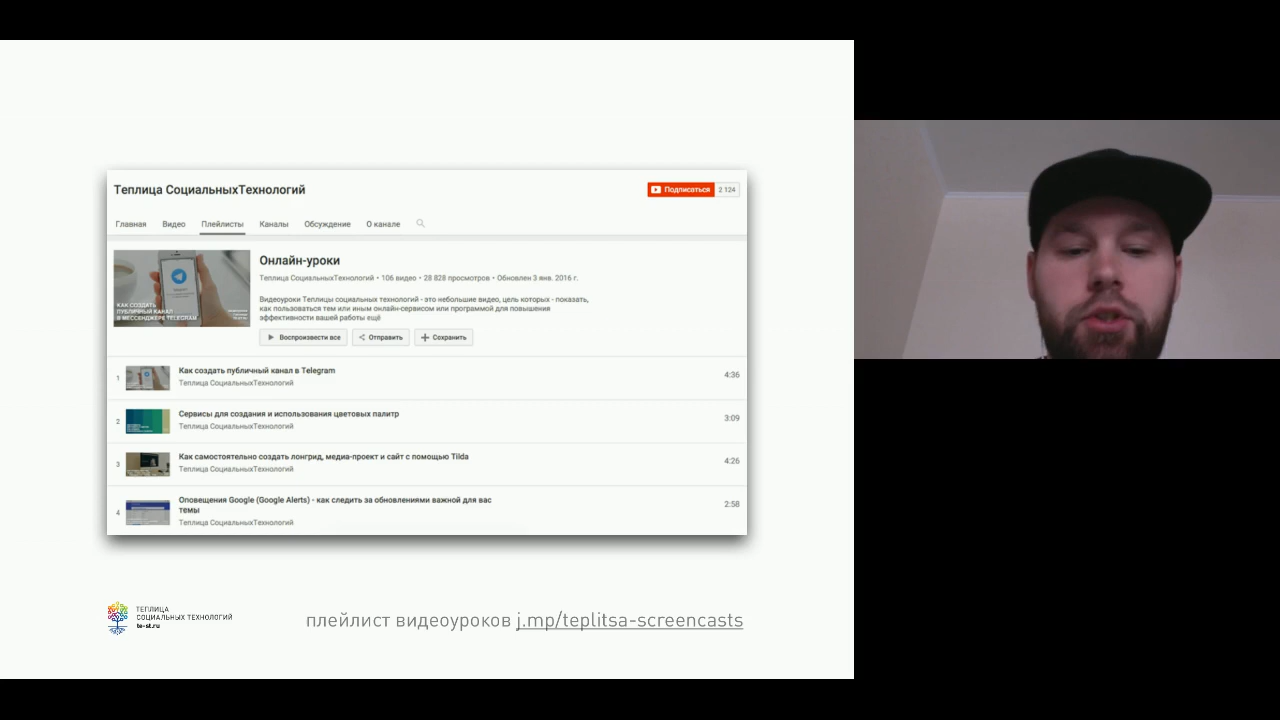 Теплица СоциальныхТехнологий
Подписаться 2 124
Главная Видео Плейлисты Каналы Обсуждение О канале
Онлайн-уроки
Теплица СоциальныхТехнологий • 106 видео • 28 828 просмотров • Обновлен 3 янв. 2016 г.
Видеоуроки Теплицы социальных технологий - это небольшие видео, цель которых - показать,
как пользоваться тем или иным онлайн-сервисом или программой для повышения
эффективности вашей работы ещё
КАК СОЗДАТЬ
ПУБЛИЧНЫЙ КАНАЛ
В МЕССЕНДЖЕРЕ TELEGRAM
Воспроизвести все Отправить Сохранить
1 Как создать публичный канал в Telegram 4:36
Теплица СоциальныхТехнологий
2 Сервисы для создания и использования цветовых палитр 3:09
Теплица СоциальныхТехнологий
3 Как самостоятельно создать лонгрид, медиа-проект и сайт с помощью Tilda 4:26
Теплица СоциальныхТехнологий
4 Оповещения Google (Google Alerts) - как следить за обновлениями важной для вас 2:58
темы
Теплица СоциальныхТехнологий
ТЕПЛИЦА
СОЦИАЛЬНЫХ ТЕХНОЛОГИЙ
te-st.ru
плейлист видеоуроков j.mp/teplitsa-screencasts